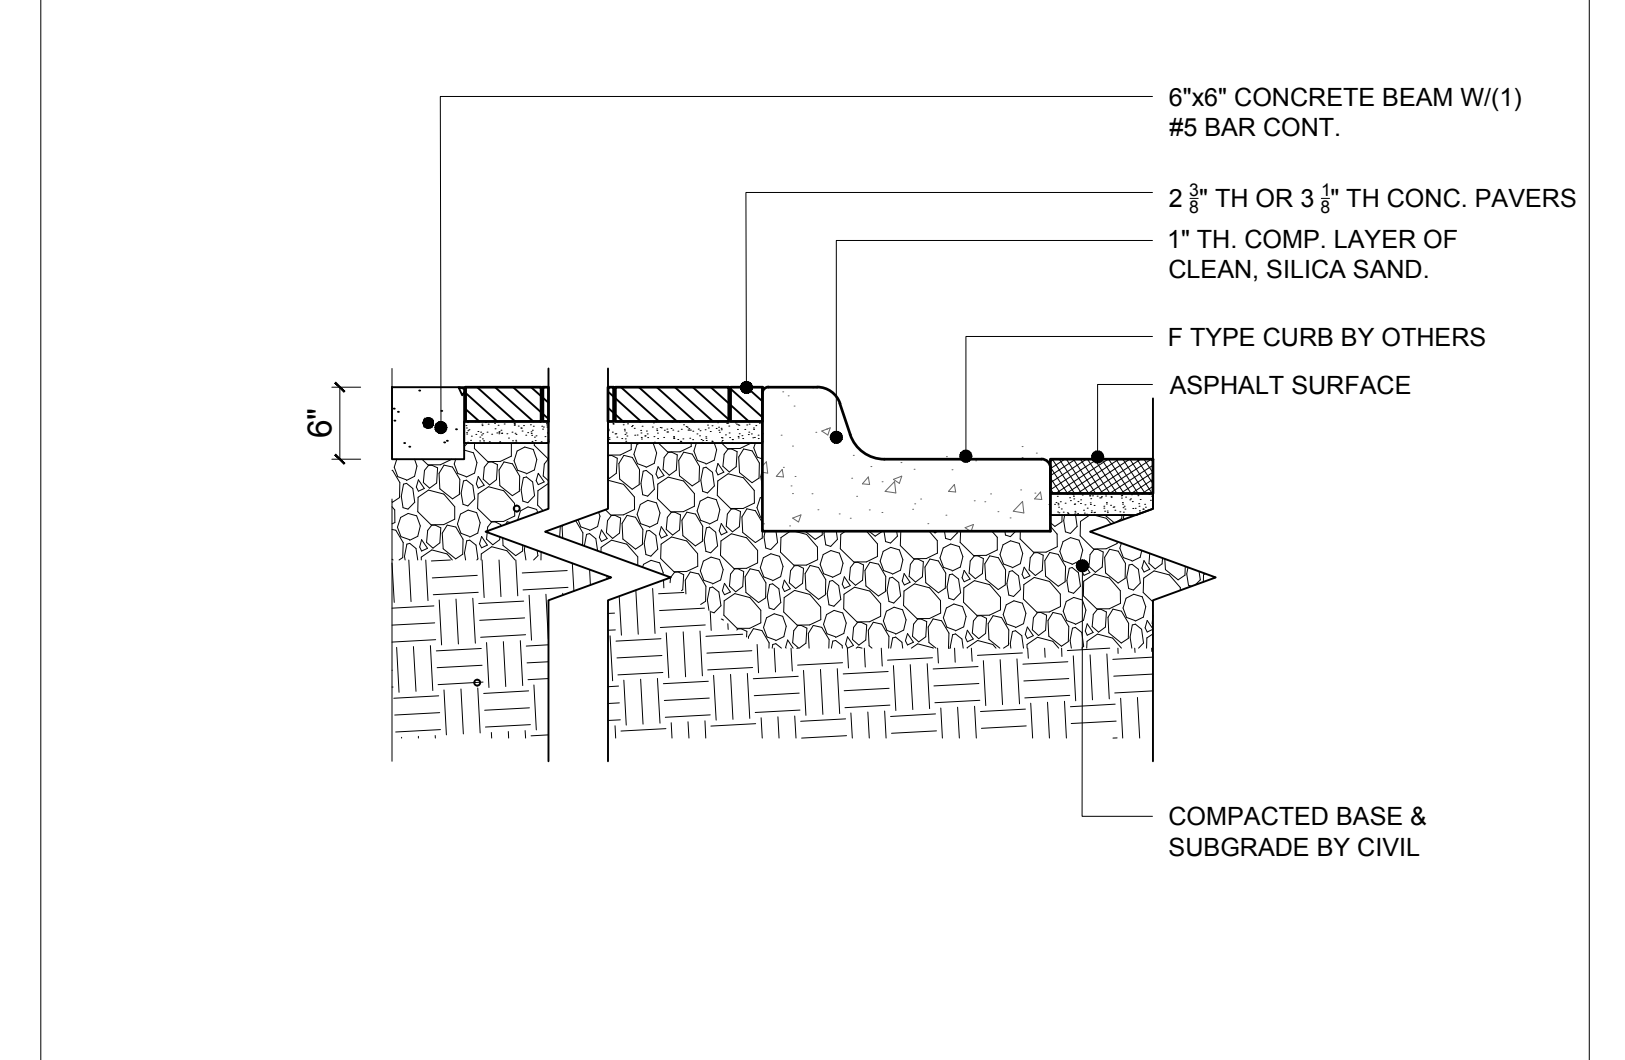 6"x6" CONCRETE BEAM W/(1)
#5 BAR CONT.
2 3/8" TH OR 3 1/8" TH CONC. PAVERS
1" TH. COMP. LAYER OF
CLEAN, SILICA SAND.
F TYPE CURB BY OTHERS
ASPHALT SURFACE
6"
COMPACTED BASE &
SUBGRADE BY CIVIL